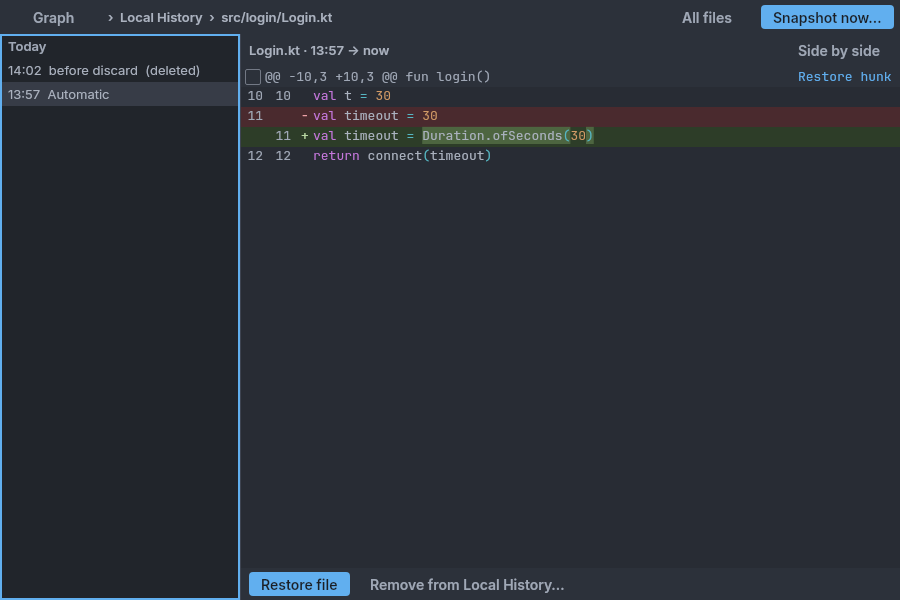 Graph › Local History › src/login/Login.kt All files Snapshot now...
Today
14:02 before discard (deleted)
13:57 Automatic
Login.kt · 13:57 → now Side by side
@@ -10,3 +10,3 @@ fun login() Restore hunk
10 10 val t = 30
11 - val timeout = 30
11 + val timeout = Duration.ofSeconds(30)
12 12 return connect(timeout)
Restore file Remove from Local History...